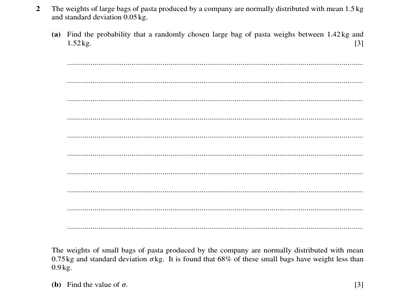 2 The weights of large bags of pasta produced by a company are normally distributed with mean 1.5 kg
and standard deviation 0.05 kg.
(a) Find the probability that a randomly chosen large bag of pasta weighs between 1.42 kg and
1.52 kg. [3]
The weights of small bags of pasta produced by the company are normally distributed with mean
0.75 kg and standard deviation σ kg. It is found that 68% of these small bags have weight less than
0.9 kg.
(b) Find the value of σ. [3]